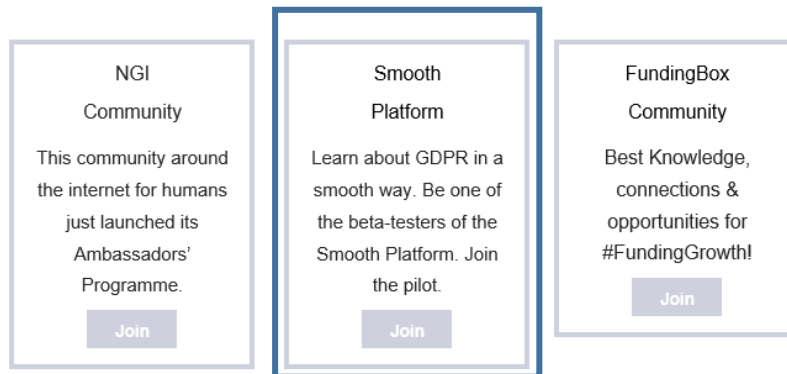 NGI
Community
This community around
the internet for humans
just launched its
Ambassadors’
Programme.
Join
Smooth
Platform
Learn about GDPR in a
smooth way. Be one of
the beta-testers of the
Smooth Platform. Join
the pilot.
Join
FundingBox
Community
Best Knowledge,
connections &
opportunities for
#FundingGrowth!
Join